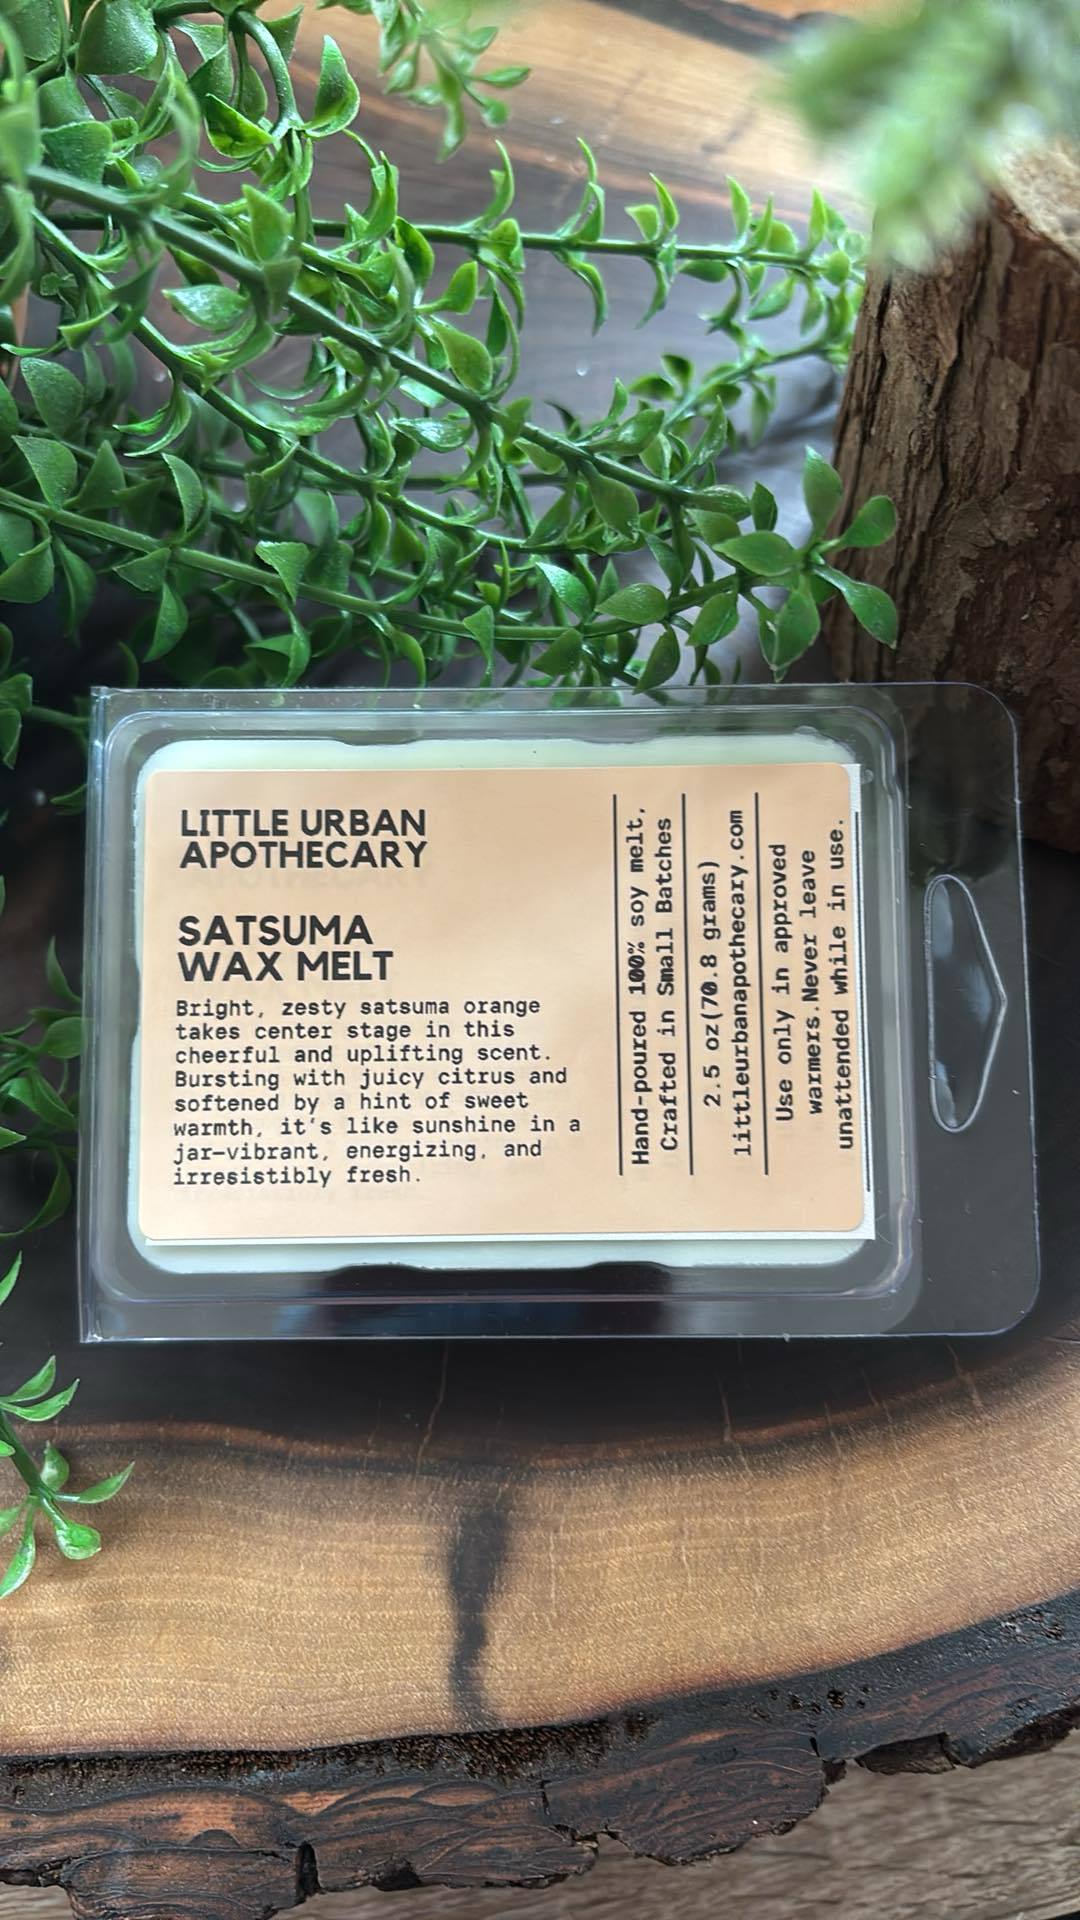 LITTLE URBAN
APOTHECARY
SATSUMA
WAX MELT
Bright, zesty satsuma orange
takes center stage in this
cheerful and uplifting scent.
Bursting with juicy citrus and
softened by a hint of sweet
warmth, it's like sunshine in a
jar—vibrant, energizing, and
irresistibly fresh.
Hand-poured 100% soy melt,
Crafted in Small Batches
2.5 oz(70.8 grams)
littleurbanapothecary.com
Use only in approved
warmers.Never leave
unattended while in use.